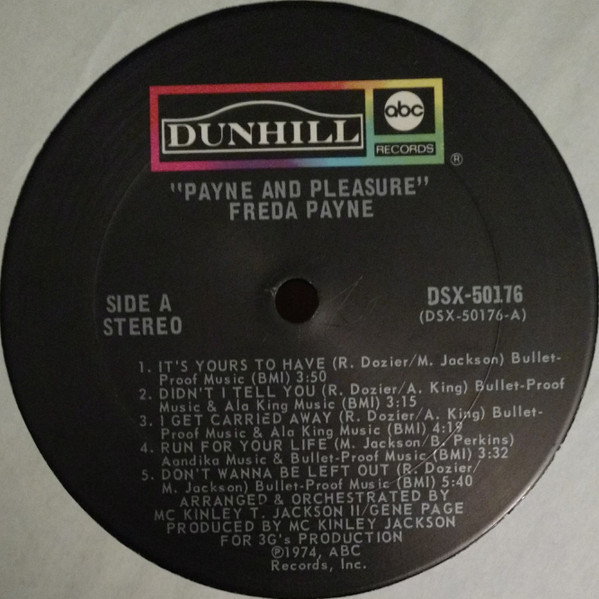 DUNHILL
abc
RECORDS
®
"PAYNE AND PLEASURE"
FREDA PAYNE
SIDE A
STEREO
DSX-50176
(DSX-50176-A)
1. IT'S YOURS TO HAVE (R. Dozier/M. Jackson) Bullet-
Proof Music (BMI) 3:50
2. DIDN'T I TELL YOU (R. Dozier/A. King) Bullet-Proof
Music & Ala King Music (BMI) 3:15
3. I GET CARRIED AWAY (R. Dozier/A. King) Bullet-
Proof Music & Ala King Music (BMI) 4:19
4. RUN FOR YOUR LIFE (M. Jackson/B. Perkins)
Aandika Music & Bullet-Proof Music (BMI) 3:32
5. DON'T WANNA BE LEFT OUT (R. Dozier/
M. Jackson) Bullet-Proof Music (BMI) 5:40
ARRANGED & ORCHESTRATED BY
MC KINLEY T. JACKSON II/GENE PAGE
PRODUCED BY MC KINLEY JACKSON
FOR 3G's PRODUCTION
℗1974, ABC
Records, Inc.